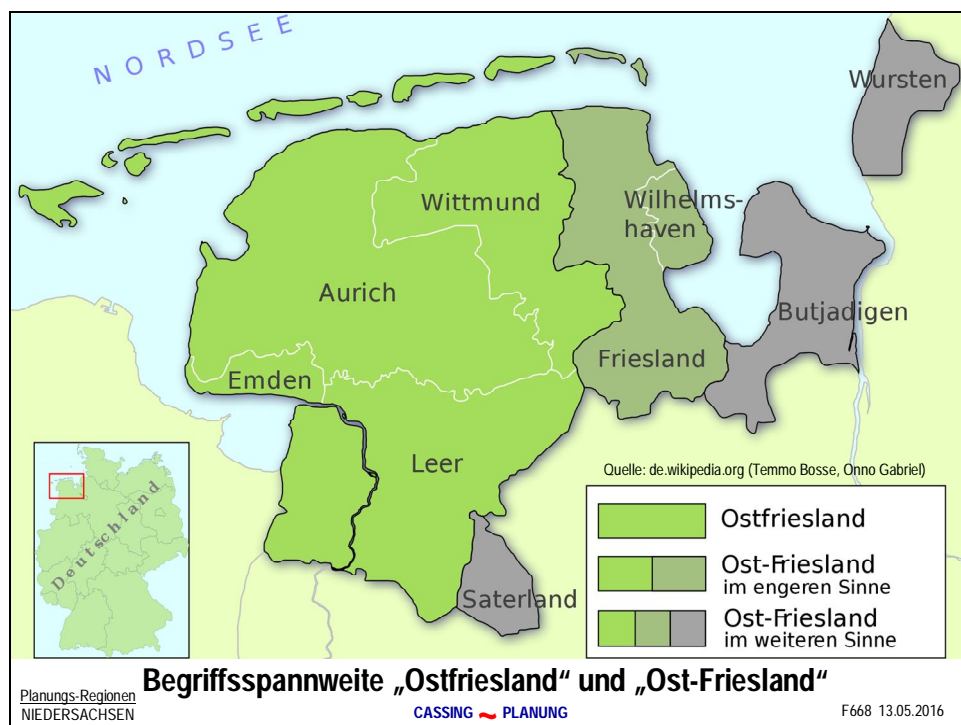 NORDSEE
Wursten
Wittmund
Wilhelms-
haven
Aurich
Butjadigen
Friesland
Emden
Leer
Saterland
Deutschland
Quelle: de.wikipedia.org (Temmo Bosse, Onno Gabriel)
Ostfriesland
Ost-Friesland
im engeren Sinne
Ost-Friesland
im weiteren Sinne
Begriffsspannweite „Ostfriesland“ und „Ost-Friesland“
Planungs-Regionen
NIEDERSACHSEN
CASSING ~ PLANUNG
F668 13.05.2016